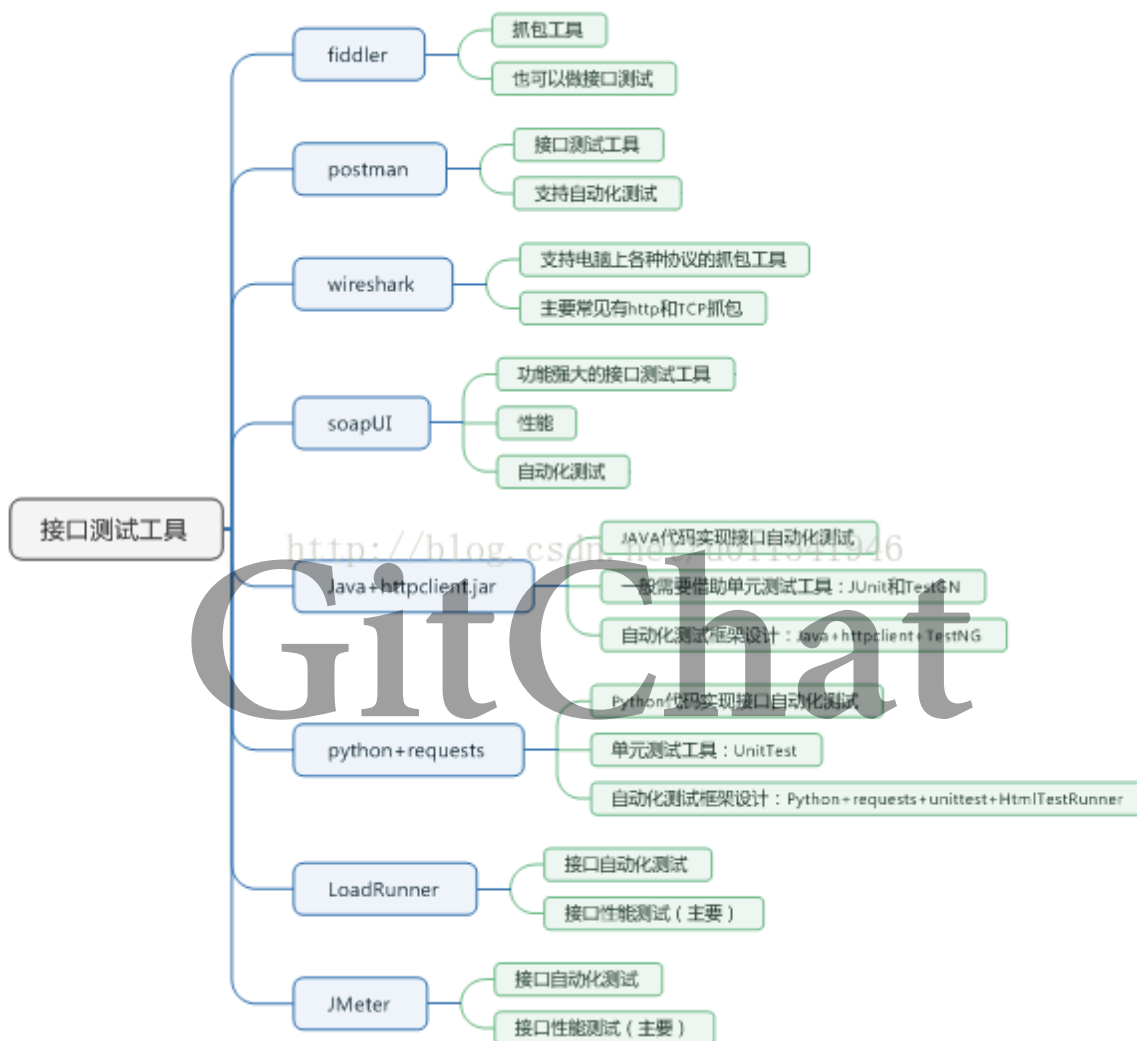 fiddler
抓包工具
也可以做接口测试
postman
接口测试工具
支持自动化测试
wireshark
支持电脑上各种协议的抓包工具
主要常见有http和TCP抓包
soapUI
功能强大的接口测试工具
性能
自动化测试
接口测试工具
http://blog.csdn.net/u011541946
Java+httpclient.jar
JAVA代码实现接口自动化测试
一般需要借助单元测试工具：JUnit和TestGN
自动化测试框架设计：Java+httpclient+TestNG
GitChat
python+requests
Python代码实现接口自动化测试
单元测试工具：UnitTest
自动化测试框架设计：Python+requests+unittest+HtmlTestRunner
LoadRunner
接口自动化测试
接口性能测试（主要）
JMeter
接口自动化测试
接口性能测试（主要）